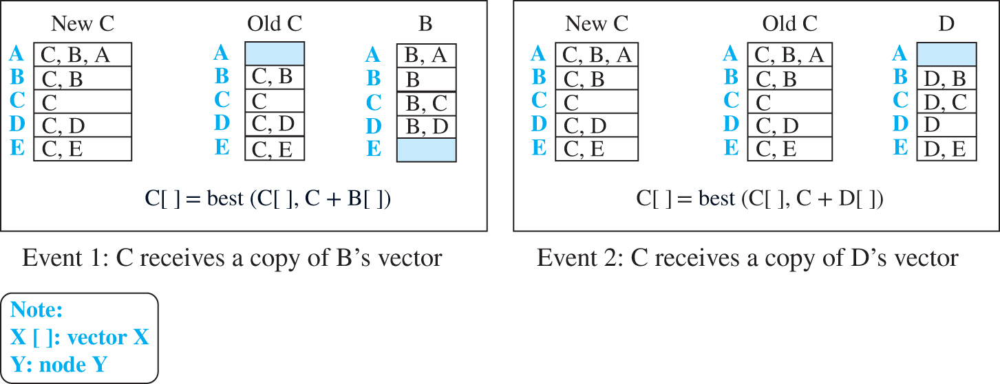 New C Old C B
A C, B, A A A B, A
B C, B B C, B B B
C C C C C B, C
D C, D D C, D D B, D
E C, E E C, E E
C[ ] = best (C[ ], C + B[ ])
Event 1: C receives a copy of B’s vector
New C Old C D
A C, B, A A C, B, A A
B C, B B C, B B D, B
C C C C C D, C
D C, D D C, D D D
E C, E E C, E E D, E
C[ ] = best (C[ ], C + D[ ])
Event 2: C receives a copy of D’s vector
Note:
X [ ]: vector X
Y: node Y